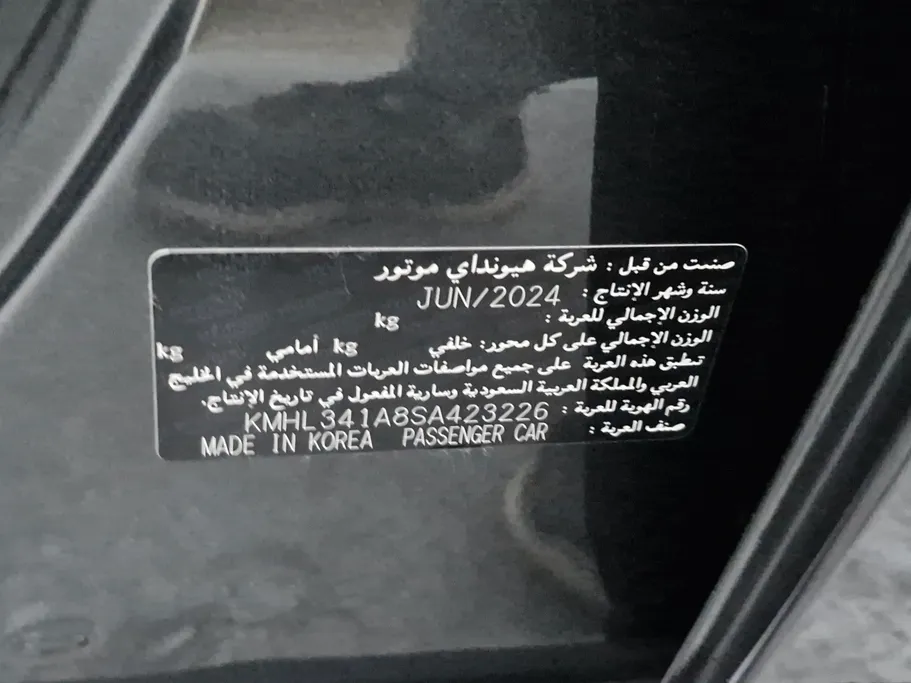 صنعت من قبل : شركة هيونداي موتور
سنة وشهر الإنتاج : JUN/2024
الوزن الإجمالي للعربة : kg
الوزن الإجمالي على كل محور: خلفي kg أمامي kg
تطبق هذه العربة على جميع مواصفات العربات المستخدمة في الخليج
العربي والمملكة العربية السعودية وسارية المفعول في تاريخ الإنتاج.
رقم الهوية للعربة : KMHL341A8SA423226
صنف العربة : PASSENGER CAR MADE IN KOREA